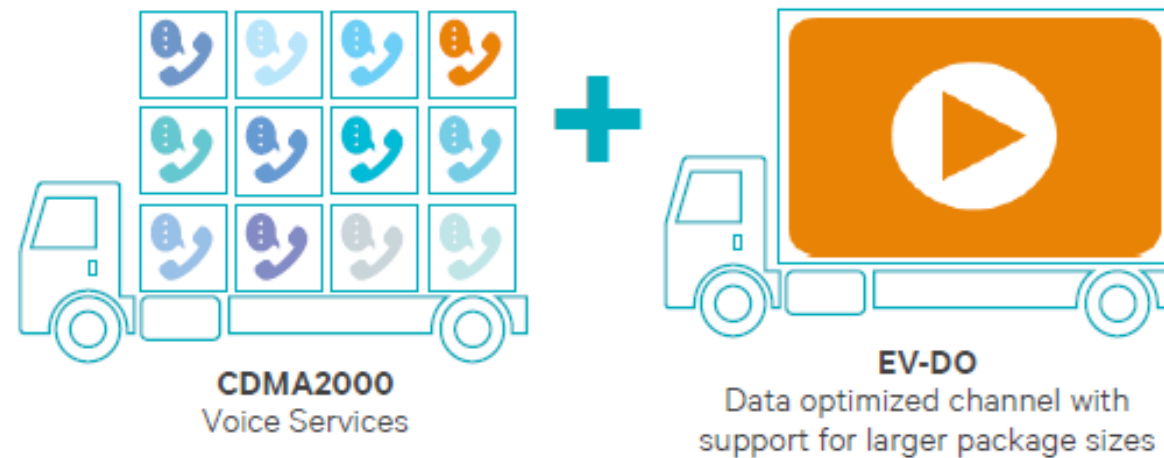 CDMA2000
Voice Services
EV-DO
Data optimized channel with
support for larger package sizes